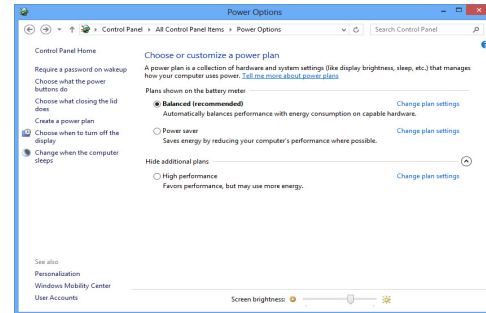 Power Options
Control Panel ▸ All Control Panel Items ▸ Power Options
Search Control Panel
Control Panel Home
Require a password on wakeup
Choose what the power
buttons do
Choose what closing the lid
does
Create a power plan
Choose when to turn off the
display
Change when the computer
sleeps
Choose or customize a power plan
A power plan is a collection of hardware and system settings (like display brightness, sleep, etc.) that manages
how your computer uses power. Tell me more about power plans
Plans shown on the battery meter
Balanced (recommended) Change plan settings
Automatically balances performance with energy consumption on capable hardware.
Power saver Change plan settings
Saves energy by reducing your computer's performance where possible.
Hide additional plans
High performance Change plan settings
Favors performance, but may use more energy.
See also
Personalization
Windows Mobility Center
User Accounts
Screen brightness: